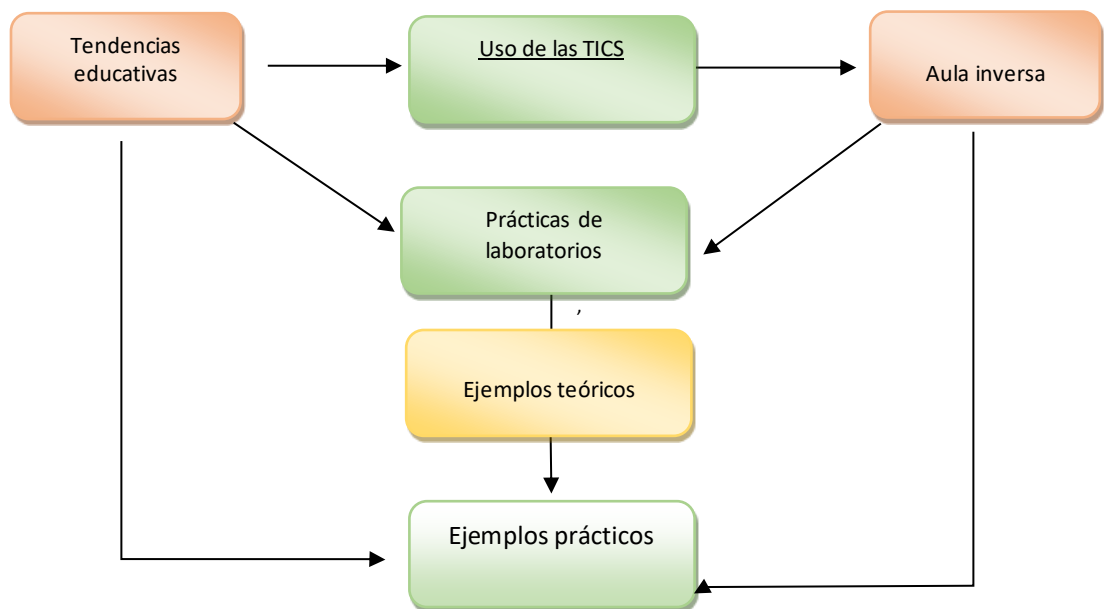 Tendencias
educativas
Uso de las TICS
Aula inversa
Prácticas de
laboratorios
,
Ejemplos teóricos
Ejemplos prácticos